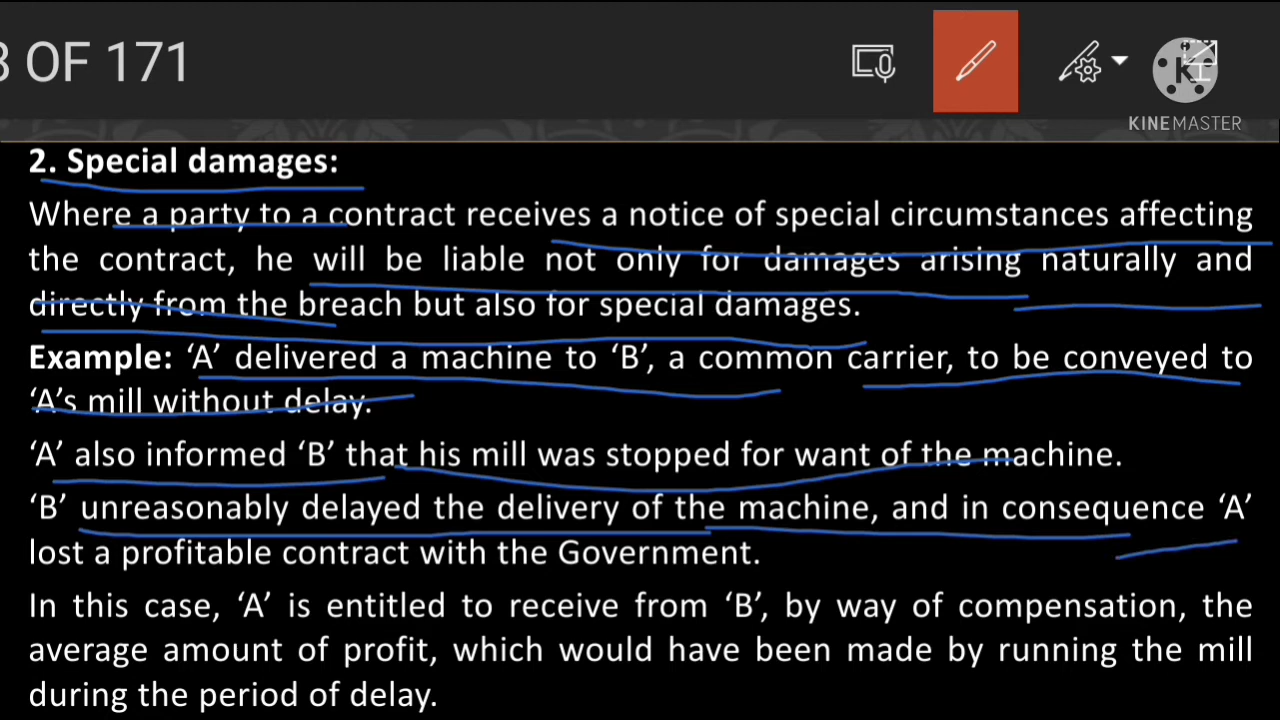 3 OF 171
KINEMASTER
2. Special damages:
Where a party to a contract receives a notice of special circumstances affecting
the contract, he will be liable not only for damages arising naturally and
directly from the breach but also for special damages.
Example: ‘A’ delivered a machine to ‘B’, a common carrier, to be conveyed to
‘A’s mill without delay.
‘A’ also informed ‘B’ that his mill was stopped for want of the machine.
‘B’ unreasonably delayed the delivery of the machine, and in consequence ‘A’
lost a profitable contract with the Government.
In this case, ‘A’ is entitled to receive from ‘B’, by way of compensation, the
average amount of profit, which would have been made by running the mill
during the period of delay.